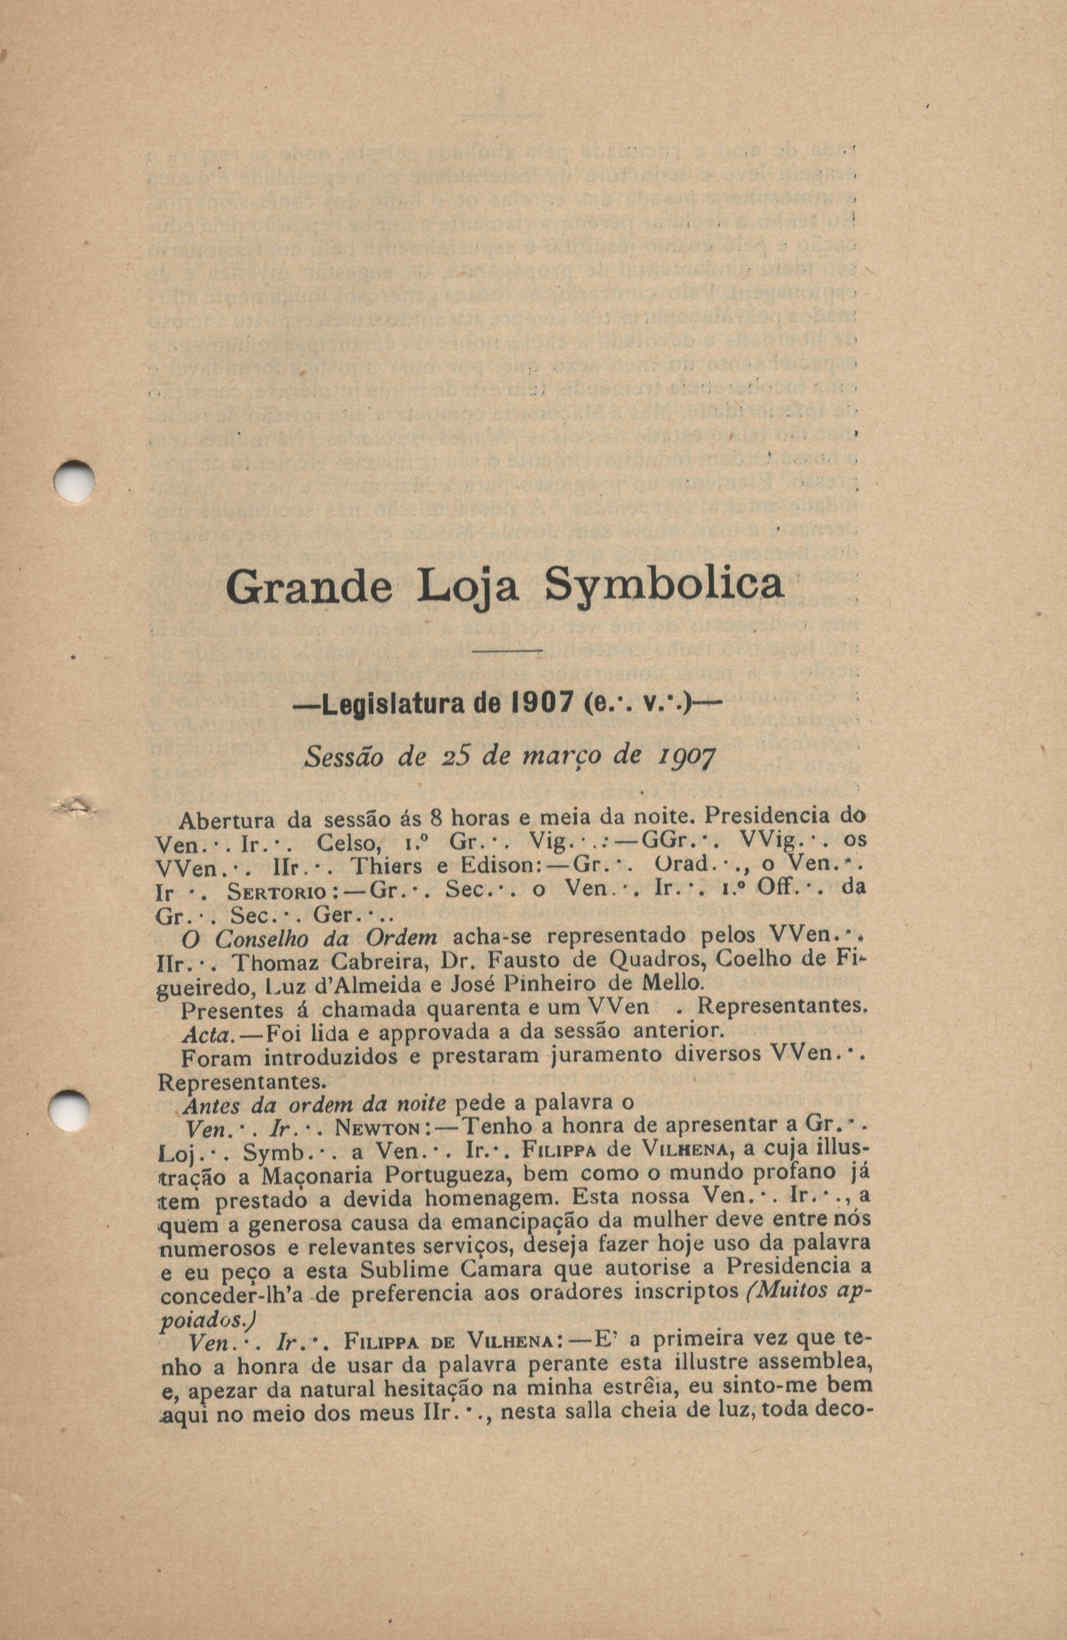 Grande Loja Symbolica
—Legislatura de 1907 (e.·. v.·.)—
Sessão de 25 de março de 1907
Abertura da sessão ás 8 horas e meia da noite. Presidencia do
Ven.·. Ir.·. Celso, 1.º Gr.·. Vig.·.:—GGr.·. VVig.·. os
VVen.·. IIr.·. Thiers e Edison:—Gr.·. Orad.·., o Ven.·.
Ir ·. SERTORIO:—Gr.·. Sec.·. o Ven.·. Ir.·. 1.º Off.·. da
Gr.·. Sec.·. Ger.·..
O Conselho da Ordem acha-se representado pelos VVen.·.
IIr.·. Thomaz Cabreira, Dr. Fausto de Quadros, Coelho de Fi-
gueiredo, Luz d'Almeida e José Pinheiro de Mello.
Presentes á chamada quarenta e um VVen . Representantes.
Acta.—Foi lida e approvada a da sessão anterior.
Foram introduzidos e prestaram juramento diversos VVen.·.
Representantes.
Antes da ordem da noite pede a palavra o
Ven.·. Ir.·. NEWTON:—Tenho a honra de apresentar a Gr.·.
Loj.·. Symb.·. a Ven.·. Ir.·. FILIPPA de VILHENA, a cuja illus-
tração a Maçonaria Portugueza, bem como o mundo profano já
tem prestado a devida homenagem. Esta nossa Ven.·. Ir.·., a
quem a generosa causa da emancipação da mulher deve entre nós
numerosos e relevantes serviços, deseja fazer hoje uso da palavra
e eu peço a esta Sublime Camara que autorise a Presidencia a
conceder-lh'a de preferencia aos oradores inscriptos (Muitos ap-
poiados.)
Ven.·. Ir.·. FILIPPA DE VILHENA:—E' a primeira vez que te-
nho a honra de usar da palavra perante esta illustre assemblea,
e, apezar da natural hesitação na minha estrêia, eu sinto-me bem
aqui no meio dos meus IIr.·., nesta salla cheia de luz, toda deco-